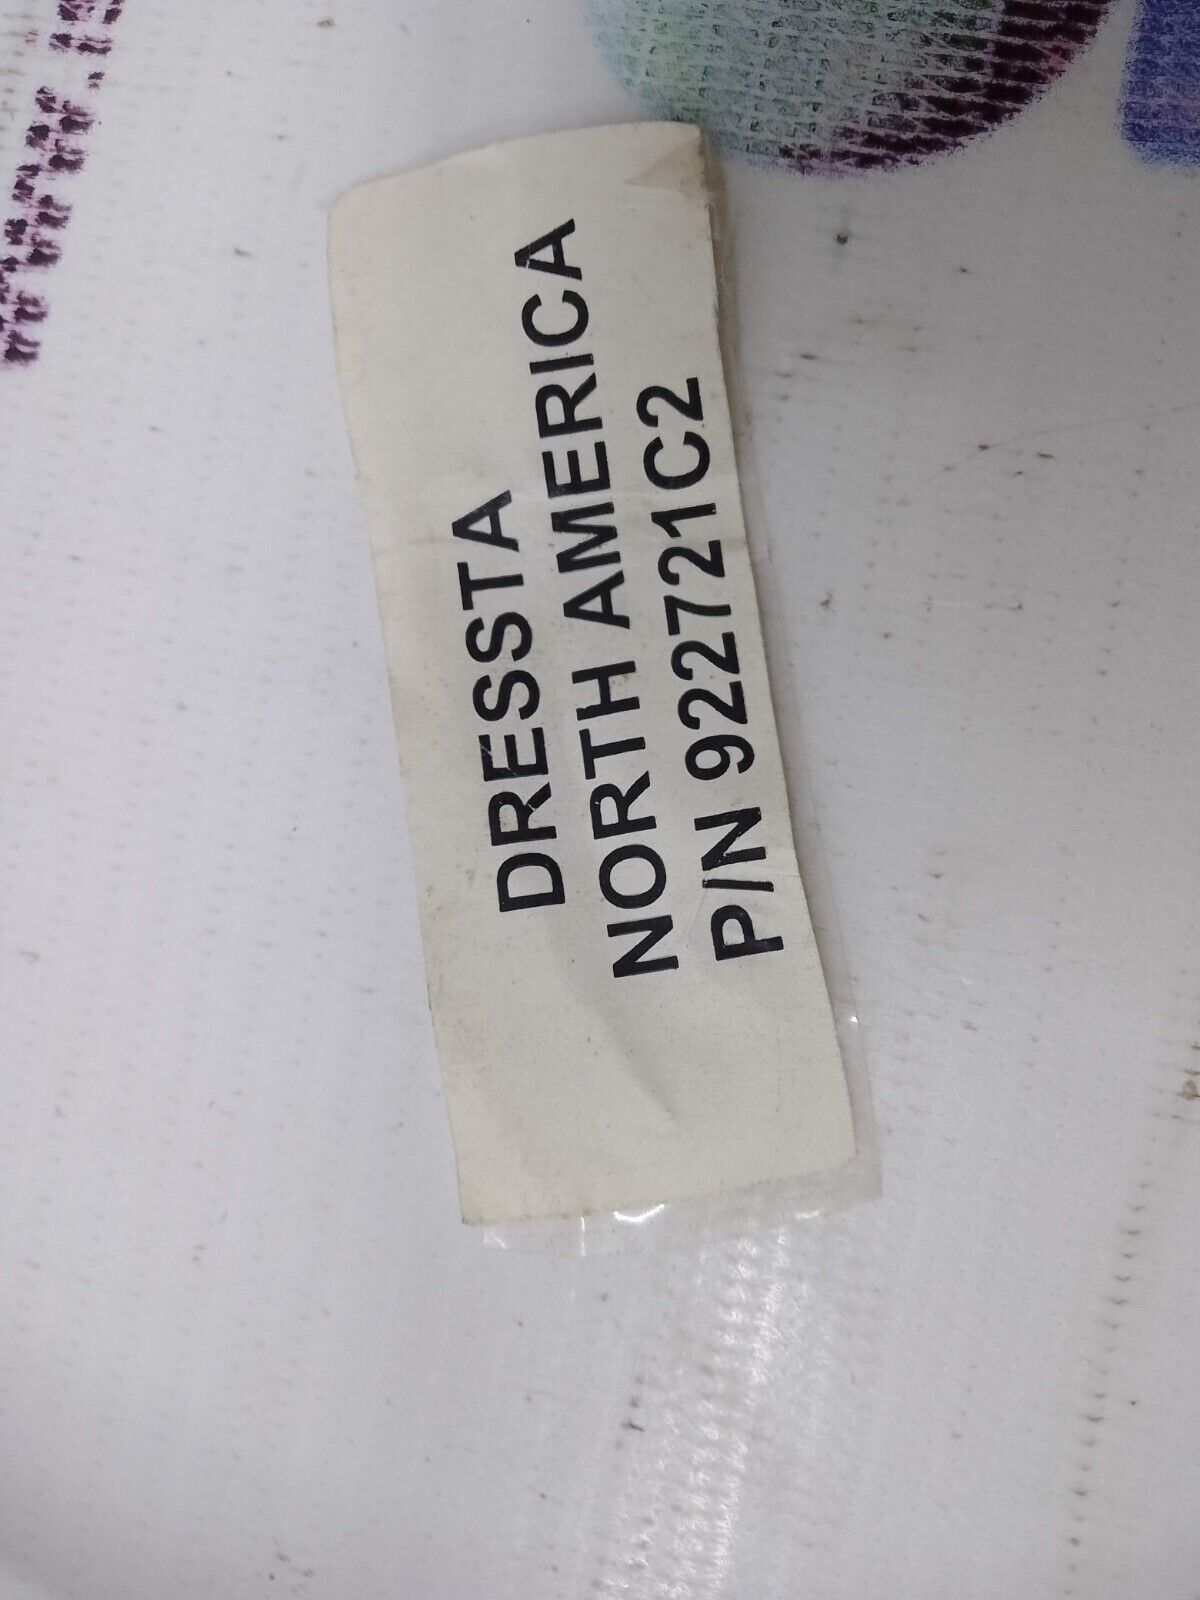 DRESSTA
NORTH AMERICA
P/N 922721C2